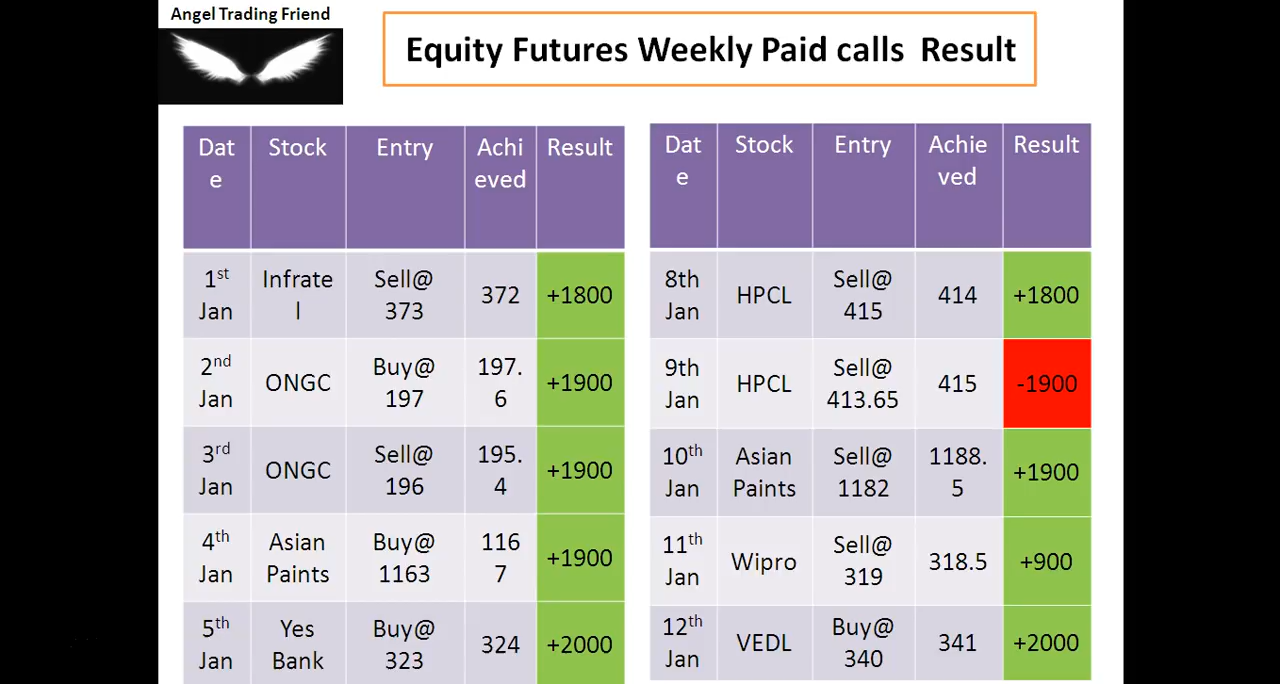 Angel Trading Friend
Equity Futures Weekly Paid calls Result
Dat
e
Stock
Entry
Achi
eved
Result
1st
Jan
Infrate
l
Sell@
373
372
+1800
2nd
Jan
ONGC
Buy@
197
197.
6
+1900
3rd
Jan
ONGC
Sell@
196
195.
4
+1900
4th
Jan
Asian
Paints
Buy@
1163
116
7
+1900
5th
Jan
Yes
Bank
Buy@
323
324
+2000
Dat
e
Stock
Entry
Achie
ved
Result
8th
Jan
HPCL
Sell@
415
414
+1800
9th
Jan
HPCL
Sell@
413.65
415
-1900
10th
Jan
Asian
Paints
Sell@
1182
1188.
5
+1900
11th
Jan
Wipro
Sell@
319
318.5
+900
12th
Jan
VEDL
Buy@
340
341
+2000